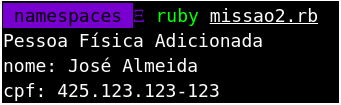 namespaces Ξ ruby missao2.rb
Pessoa Física Adicionada
nome: José Almeida
cpf: 425.123.123-123